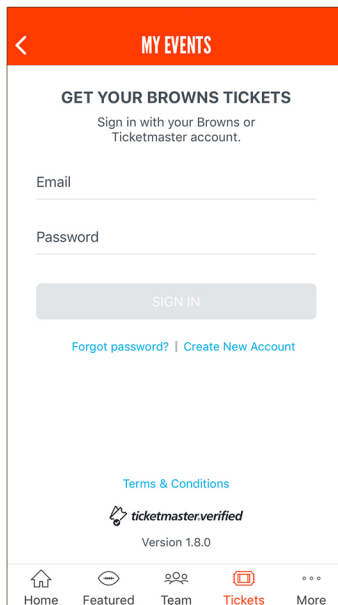 MY EVENTS
GET YOUR BROWNS TICKETS
Sign in with your Browns or
Ticketmaster account.
Email
Password
SIGN IN
Forgot password? | Create New Account
Terms & Conditions
ticketmaster.verified
Version 1.8.0
Home Featured Team Tickets More